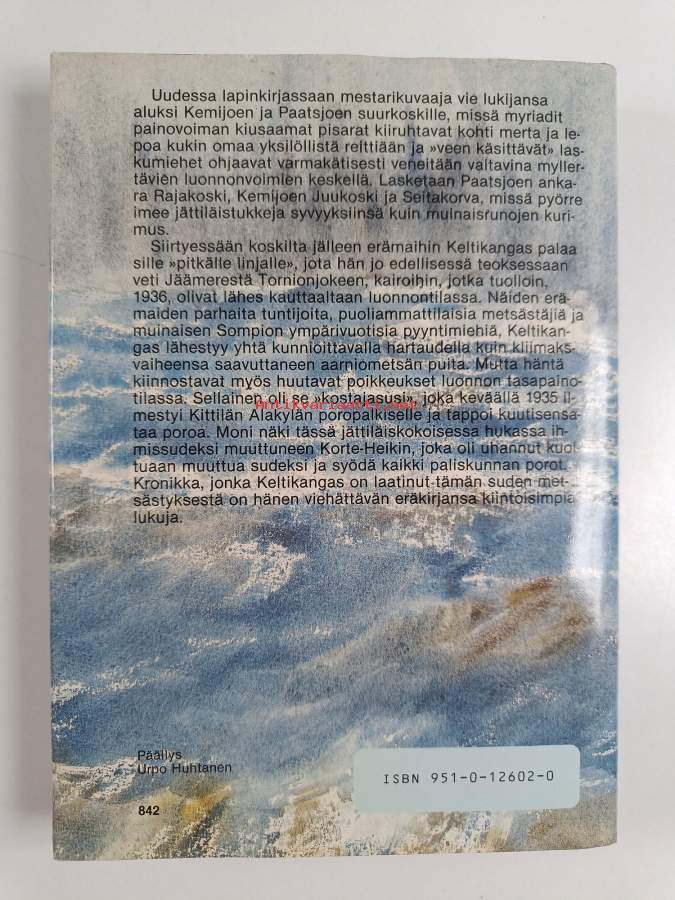 Uudessa lapinkirjassaan mestarikuvaaja vie lukijansa
aluksi Kemijoen ja Paatsjoen suurkoskille, missä myriadit
painovoiman kiusaamat pisarat kiiruhtavat kohti merta ja le-
poa kukin omaa yksilöllistä reittiään ja »veen käsittävät» las-
kumiehet ohjaavat varmakätisesti veneitään valtavina myller-
tävien luonnonvoimien keskellä. Lasketaan Paatsjoen anka-
ra Rajakoski, Kemijoen Juukoski ja Seitakorva, missä pyörre
imee jättiläistukkeja syvyyksiinsä kuin muinaisrunojen kuri-
mus.
Siirtyessään koskilta jälleen erämaihin Keltikangas palaa
sille »pitkälle linjalle», jota hän jo edellisessä teoksessaan
veti Jäämerestä Tornionjokeen, kairoihin, jotka tuolloin,
1936, olivat lähes kauttaaltaan luonnontilassa. Näiden erä-
maiden parhaita tuntijoita, puoliammattilaisia metsästäjiä ja
muinaisen Sompion ympärivuotisia pyyntimiehiä, Keltikan-
gas lähestyy yhtä kunnioittavalla hartaudella kuin kliimaks-
vaiheensa saavuttaneen aarniometsän puita. Mutta häntä
kiinnostavat myös huutavat poikkeukset luonnon tasapaino-
tilassa. Sellainen oli se »kostajasusi», joka keväällä 1935 il-
mestyi Kittilän Alakylän poropalkiselle ja tappoi kuutisensa-
taa poroa. Moni näki tässä jättiläiskokoisessa hukassa ih-
missudeksi muuttuneen Korte-Heikin, joka oli uhannut kuol-
tuaan muuttua sudeksi ja syödä kaikki paliskunnan porot.
Kronikka, jonka Keltikangas on laatinut tämän suden met-
sästyksestä on hänen viehättävän eräkirjansa kiintoisimpia
lukuja.
Antikvariaatti.net
Päällys
Urpo Huhtanen
ISBN 951-0-12602-0
842